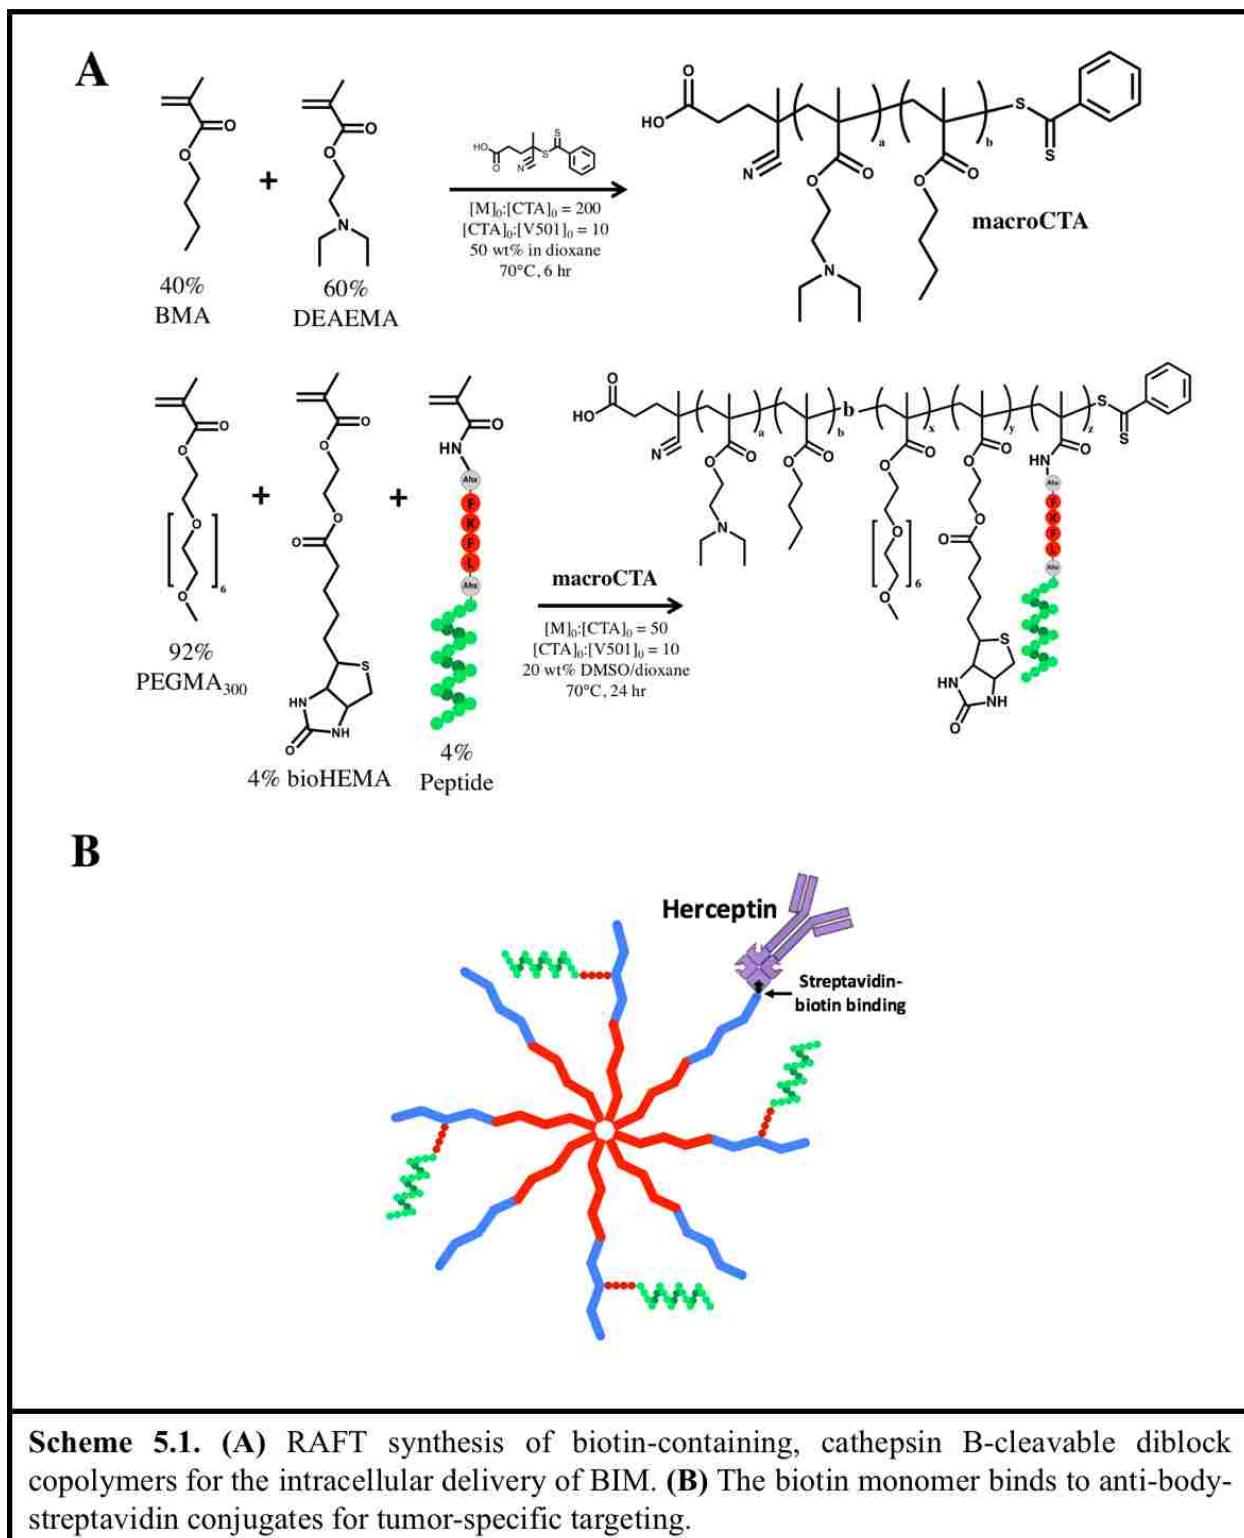 A
40%
BMA
60%
DEAEMA
[M]₀:[CTA]₀ = 200
[CTA]₀:[V501]₀ = 10
50 wt% in dioxane
70°C, 6 hr
macroCTA
92%
PEGMA₃₀₀
4% bioHEMA
4%
Peptide
Ahx
F
K
F
L
Ahx
macroCTA
[M]₀:[CTA]₀ = 50
[CTA]₀:[V501]₀ = 10
20 wt% DMSO/dioxane
70°C, 24 hr
b
Ahx
F
K
F
L
Ahx
B
Herceptin
Streptavidin-
biotin binding
Scheme 5.1. (A) RAFT synthesis of biotin-containing, cathepsin B-cleavable diblock
copolymers for the intracellular delivery of BIM. (B) The biotin monomer binds to anti-body-
streptavidin conjugates for tumor-specific targeting.